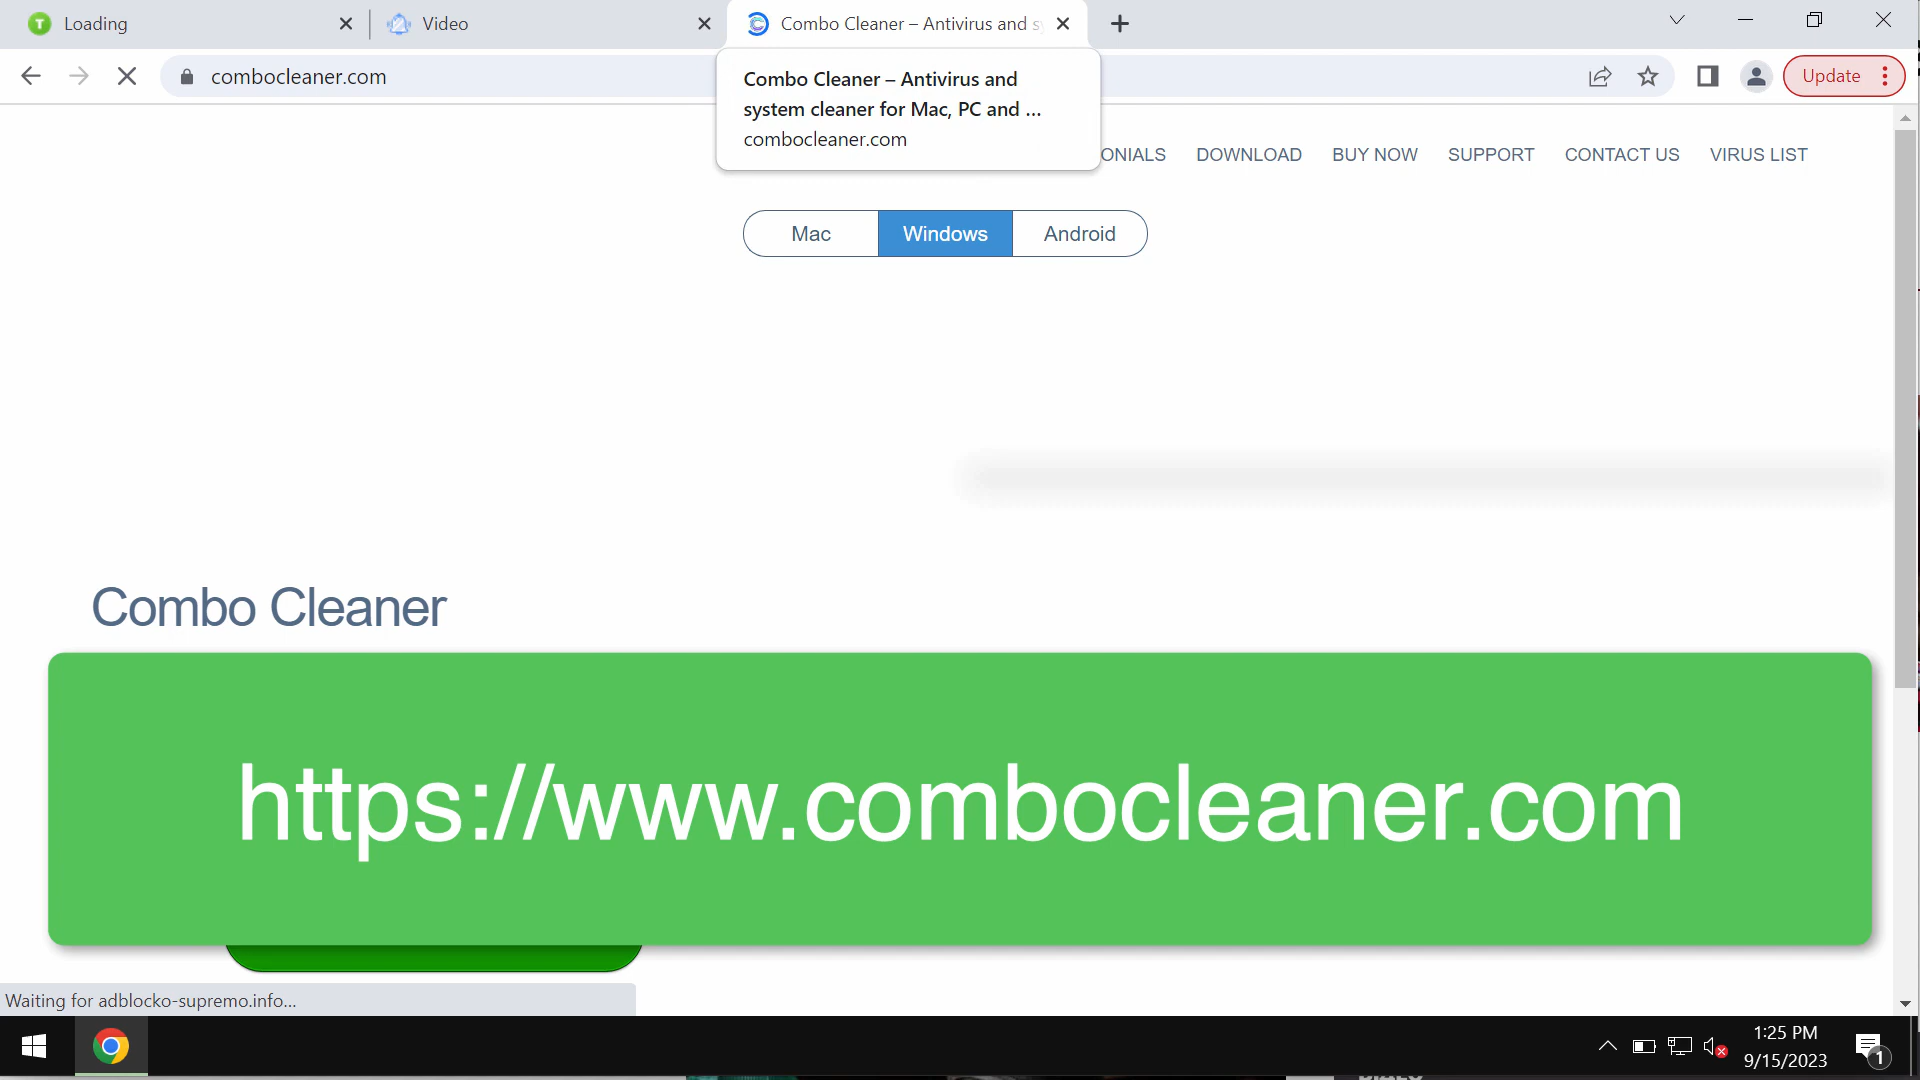 Loading
Video
Combo Cleaner – Antivirus and sy
combocleaner.com
Update
Combo Cleaner – Antivirus and
system cleaner for Mac, PC and ...
combocleaner.com
ONIALS DOWNLOAD BUY NOW SUPPORT CONTACT US VIRUS LIST
Mac Windows Android
Combo Cleaner
https://www.combocleaner.com
Waiting for adblocko-supremo.info...
1:25 PM
9/15/2023
1